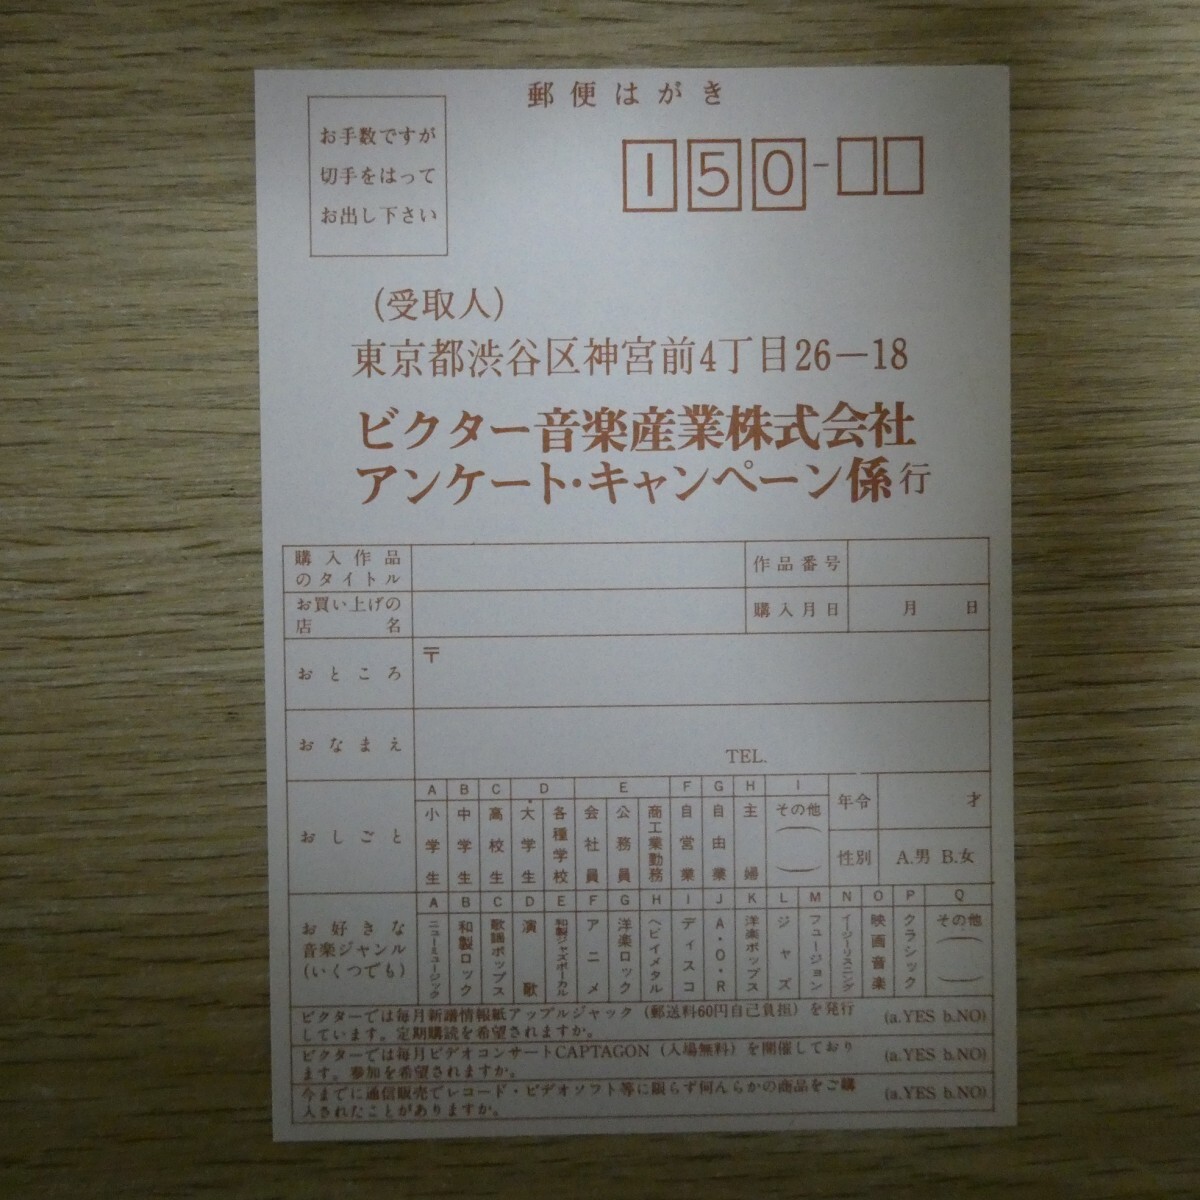 郵便はがき
お手数ですが
切手をはって
お出し下さい
150-
(受取人)
東京都渋谷区神宮前4丁目26-18
ビクター音楽産業株式会社
アンケート・キャンペーン係行
購入作品
のタイトル
作品番号
お買い上げの
店名
購入月日
月 日
おところ
〒
おなまえ
TEL.
おしごと
A B C D E F G H I
小学生
中学生
高校生
大学生
各種学校
会社員
公務員
商工業勤務
自営業
自由業
主婦
その他
( )
年令
才
性別
A.男 B.女
お好きな
音楽ジャンル
(いくつでも)
A B C D E F G H I J K L M N O P Q
ニューミュージック
和製ロック
歌謡ポップス
演歌
和製ジャズボーカル
アニメ
洋楽ロック
ヘビイメタル
ディスコ
A・O・R
洋楽ポップス
ジャズ
フュージョン
イージーリスニング
映画音楽
クラシック
その他
( )
ビクターでは毎月新譜情報紙アップルジャック(郵送料60円自己負担)を発行
しています。定期購読を希望されますか。
(a.YES b.NO)
ビクターでは毎月ビデオコンサートCAPTAGON(入場無料)を開催しており
ます。参加を希望されますか。
(a.YES b.NO)
今までに通信販売でレコード・ビデオソフト等に限らず何んらかの商品をご購
入されたことがありますか。
(a.YES b.NO)